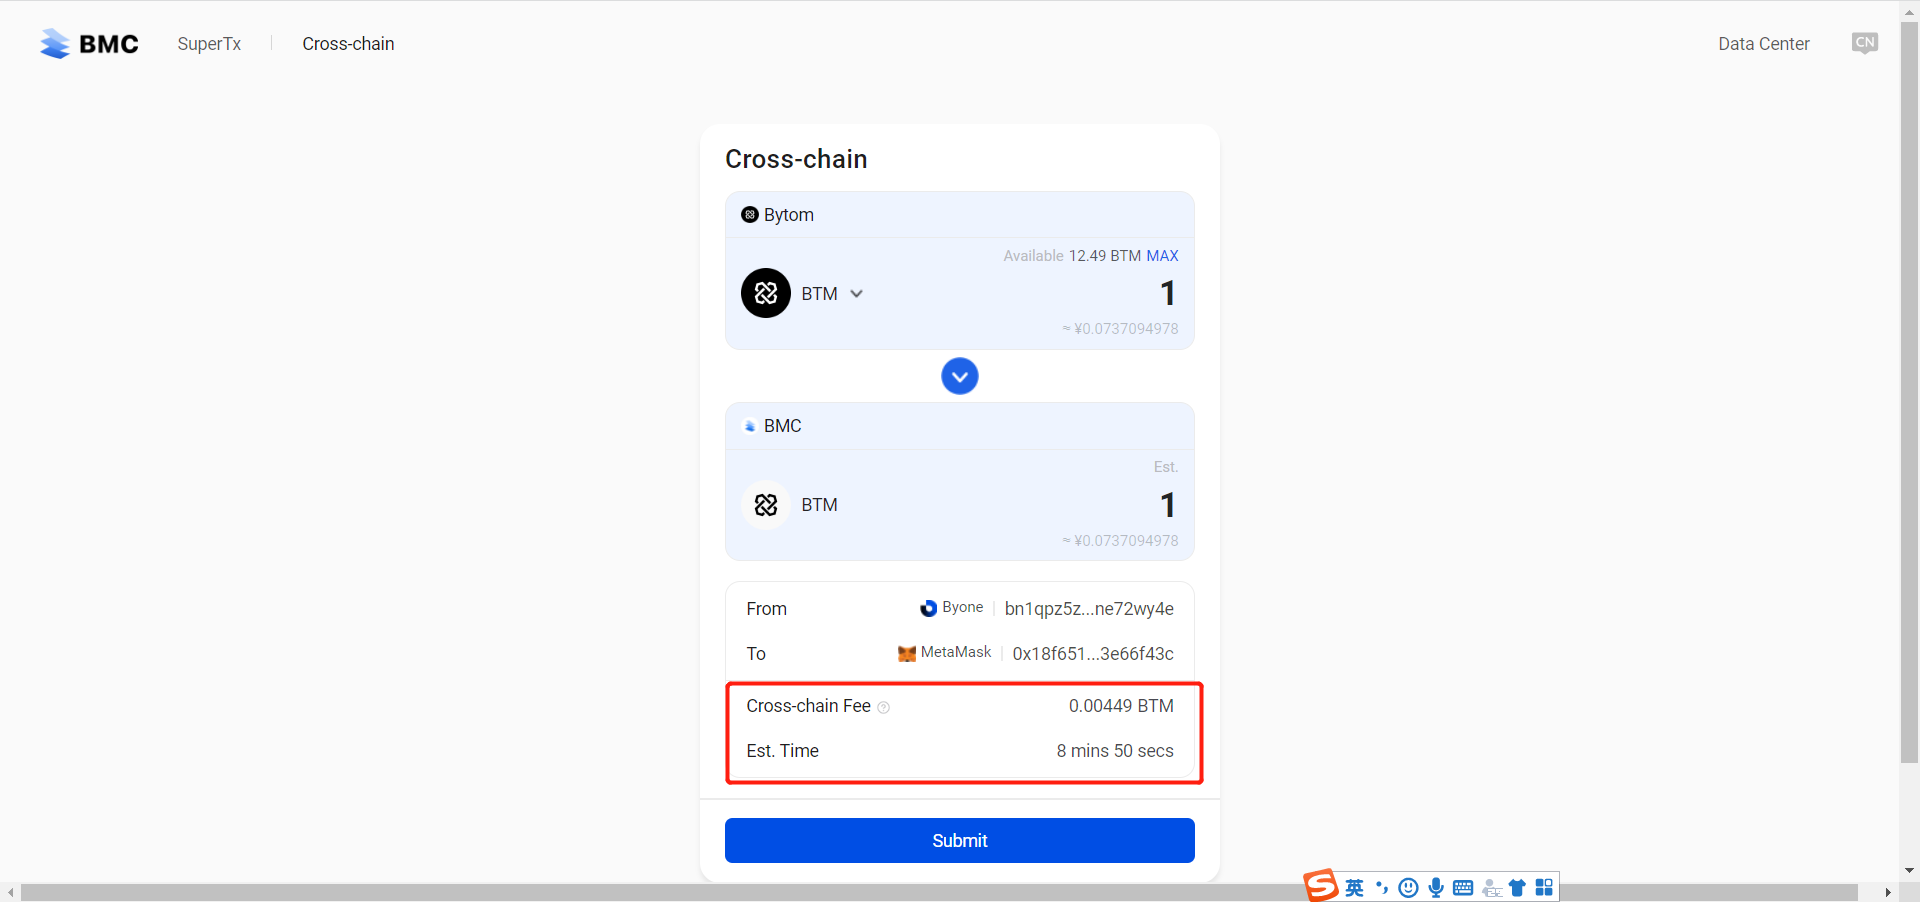 BMC SuperTx Cross-chain Data Center CN
Cross-chain
Bytom
Available 12.49 BTM MAX
BTM 1
≈ ¥0.0737094978
BMC
Est.
BTM 1
≈ ¥0.0737094978
From Byone bn1qpz5z...ne72wy4e
To MetaMask 0x18f651...3e66f43c
Cross-chain Fee ? 0.00449 BTM
Est. Time 8 mins 50 secs
Submit
S 英